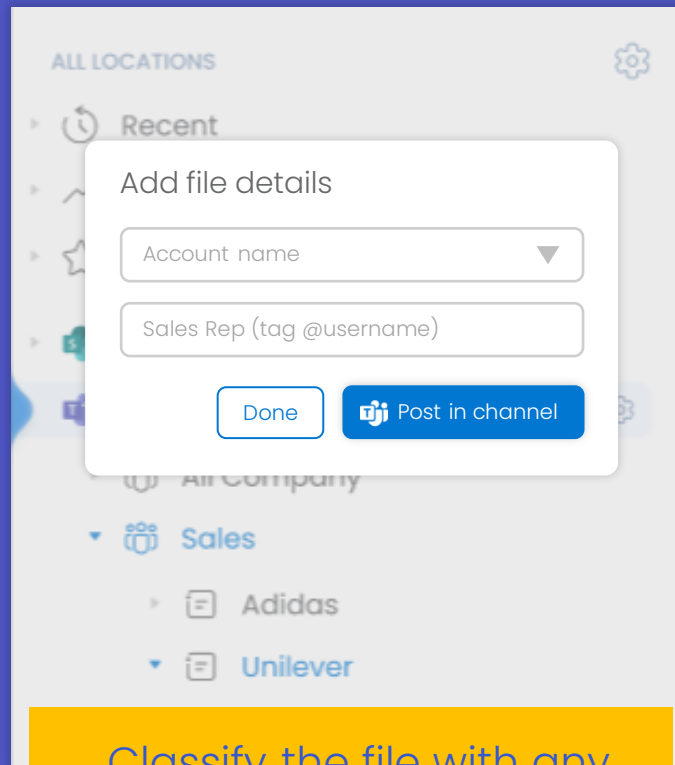 ALL LOCATIONS
Recent
Add file details
Account name
Sales Rep (tag @username)
Done
Post in channel
All Company
Sales
Adidas
Unilever
Classify the file with any